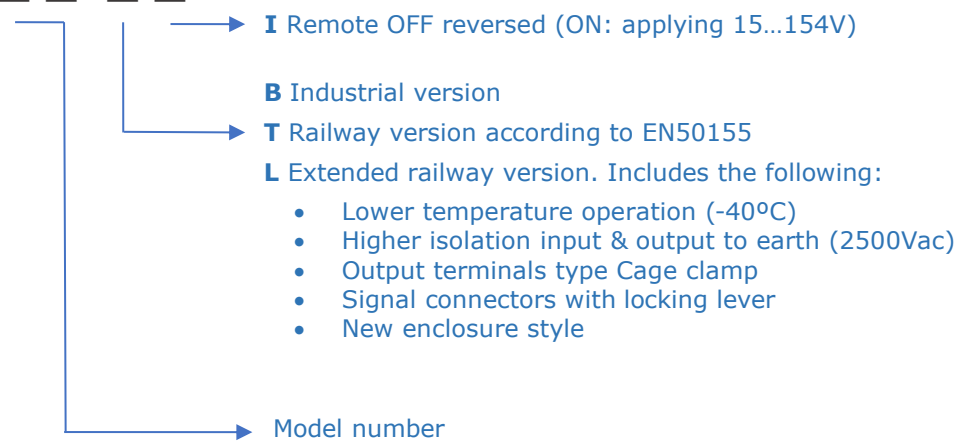 I Remote OFF reversed (ON: applying 15…154V)
B Industrial version
T Railway version according to EN50155
L Extended railway version. Includes the following:
• Lower temperature operation (-40ºC)
• Higher isolation input & output to earth (2500Vac)
• Output terminals type Cage clamp
• Signal connectors with locking lever
• New enclosure style
Model number